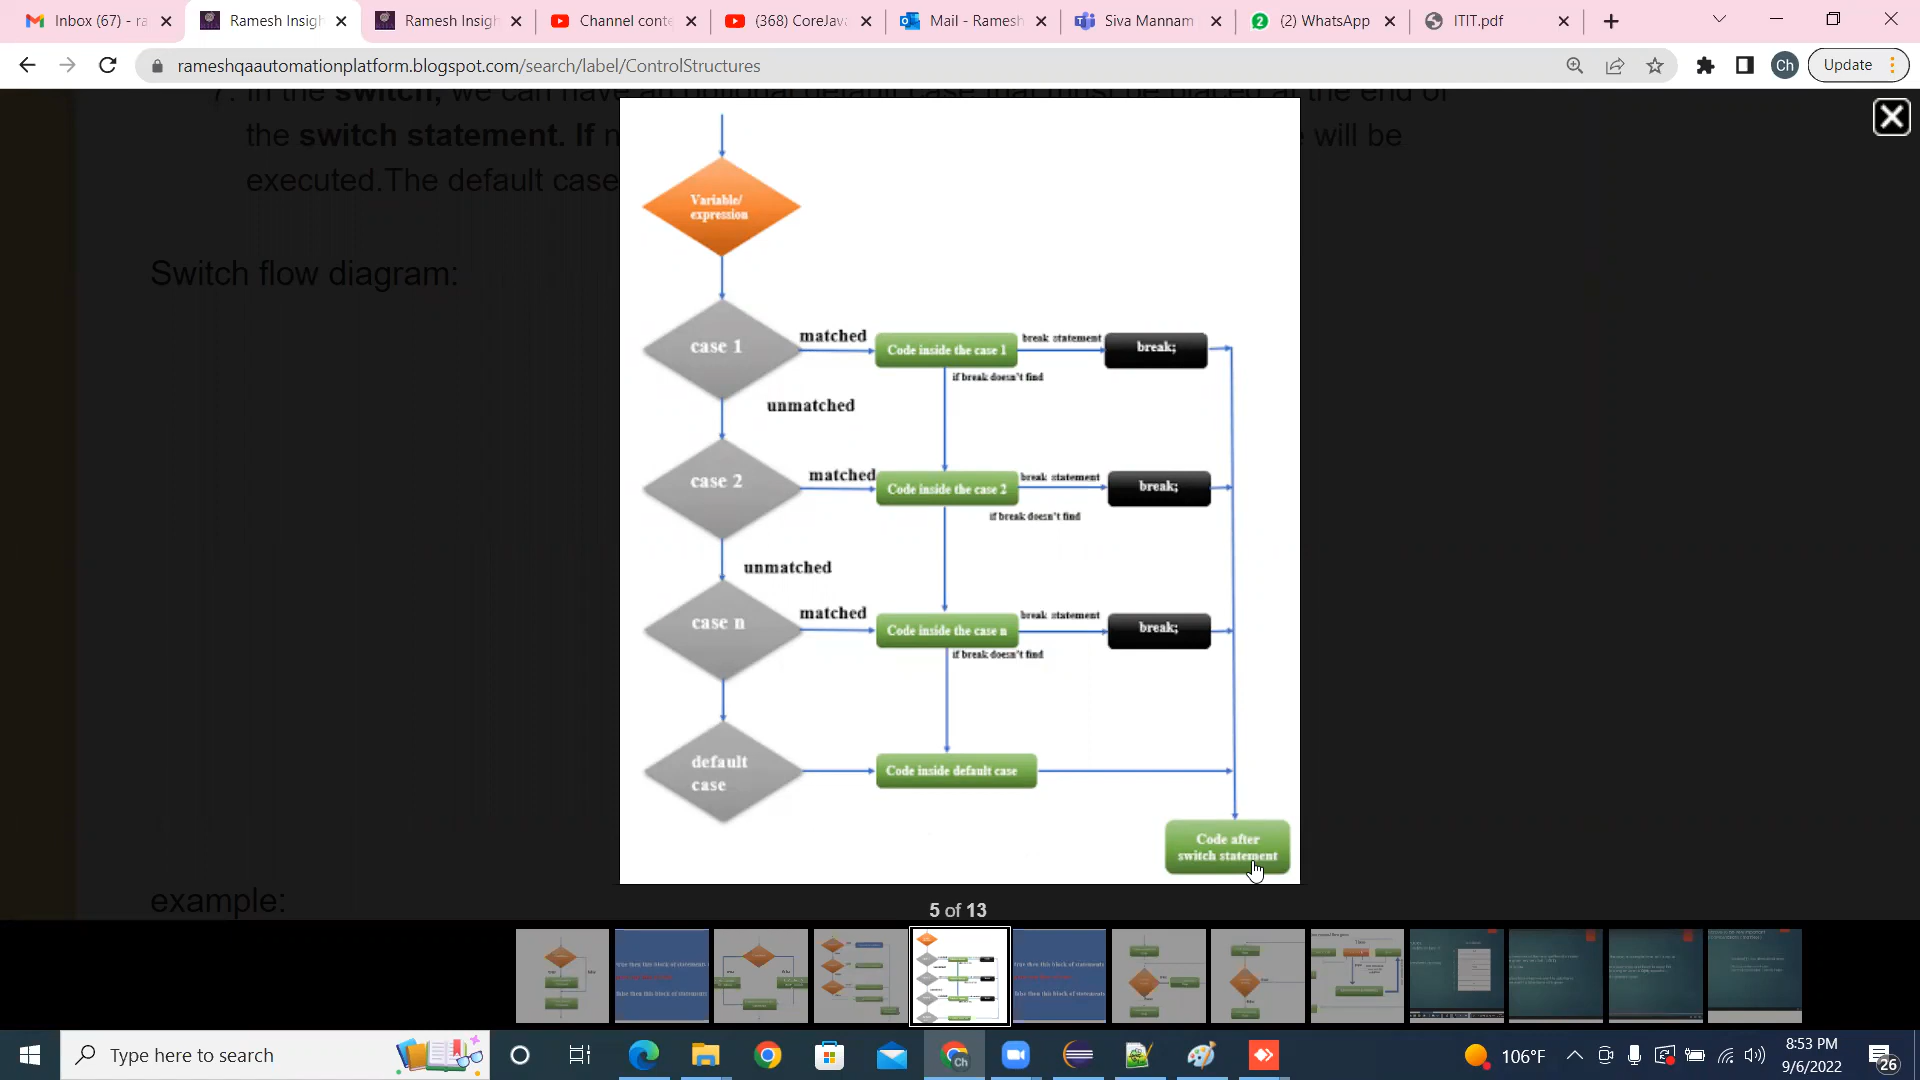 Inbox (67) - ra
Ramesh Insigh
Ramesh Insigh
Channel conte
(368) CoreJava
Mail - Ramesh
Siva Mannam
2
(2) WhatsApp
ITIT.pdf
rameshqaautomationplatform.blogspot.com/search/label/ControlStructures
Ch
Update
the switch statement. If
will be
executed.The default case
Switch flow diagram:
Variable/
expression
case 1
matched
Code inside the case 1
break statement
break;
if break doesn't find
unmatched
case 2
matched
Code inside the case 2
break statement
break;
if break doesn't find
unmatched
case n
matched
Code inside the case n
break statement
break;
if break doesn't find
default
case
Code inside default case
Code after
switch statement
example:
5 of 13
Type here to search
Ch
106°F
8:53 PM
9/6/2022
26